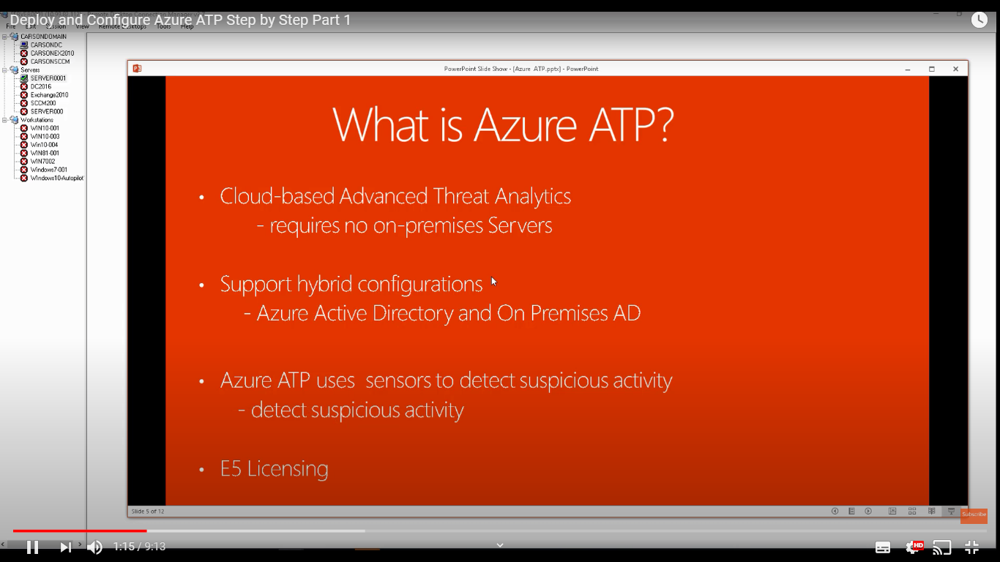 Deploy and Configure Azure ATP Step by Step Part 1
File Edit Session View Remote Desktops Tools Help
CARSONDOMAIN
CARSONDC
CARSONEX2010
CARSONSCCM
Servers
SERVER0001
DC2016
Exchange2010
SCCM200
SERVER000
Workstations
WIN10-001
WIN10-003
Win10-004
WIN81-001
WIN7002
Windows7-001
Windows10-Autopilot
PowerPoint Slide Show - [Azure ATP.pptx] - PowerPoint
What is Azure ATP?
• Cloud-based Advanced Threat Analytics
- requires no on-premises Servers
• Support hybrid configurations
- Azure Active Directory and On Premises AD
• Azure ATP uses sensors to detect suspicious activity
- detect suspicious activity
• E5 Licensing
Slide 5 of 12
Subscribe
1:15 / 9:13
HD